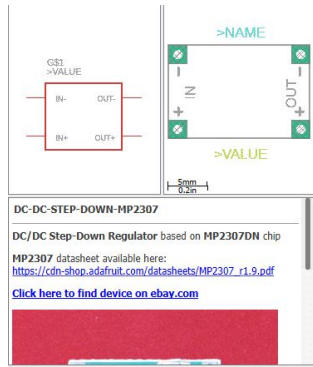 G$1
>VALUE
IN-
OUT-
IN+
OUT+
>NAME
-
-
IN
OUT
+
+
>VALUE
5mm
0.2in
DC-DC-STEP-DOWN-MP2307
DC/DC Step-Down Regulator based on MP2307DN chip
MP2307 datasheet available here:
https://cdn-shop.adafruit.com/datasheets/MP2307_r1.9.pdf
Click here to find device on ebay.com